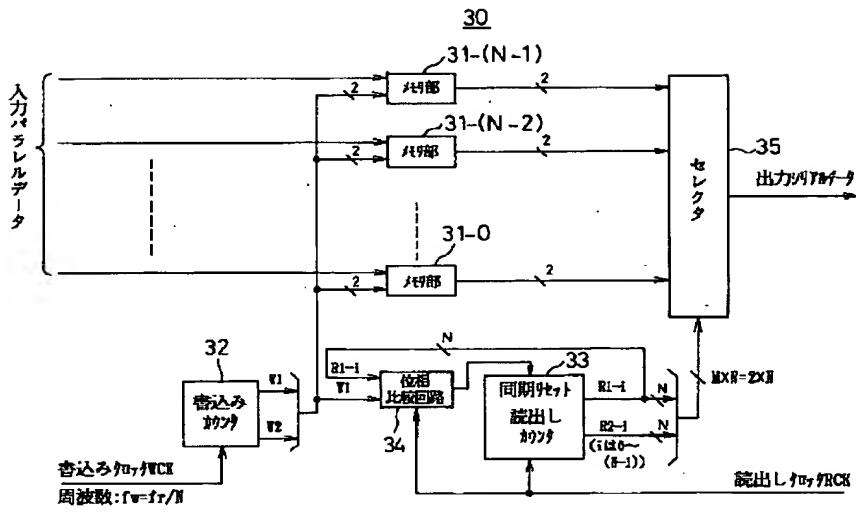 30
入力パラレルデータ
31-(N-1)
メモリ部
2
2
31-(N-2)
メモリ部
2
2
31-0
メモリ部
2
2
セレクタ
35
出力シリアルデータ
32
書込み
カウンタ
W1
W2
N
R1-i
W1
位相
比較回路
34
33
同期リセット
読出し
カウンタ
R1-i
N
R2-i
N
(iは0〜
(N-1))
M×N=2×N
書込みクロックWCK
周波数:fw=fr/N
読出しクロックRCK